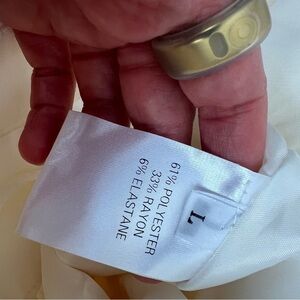 61% POLYESTER
33% RAYON
6% ELASTANE
L